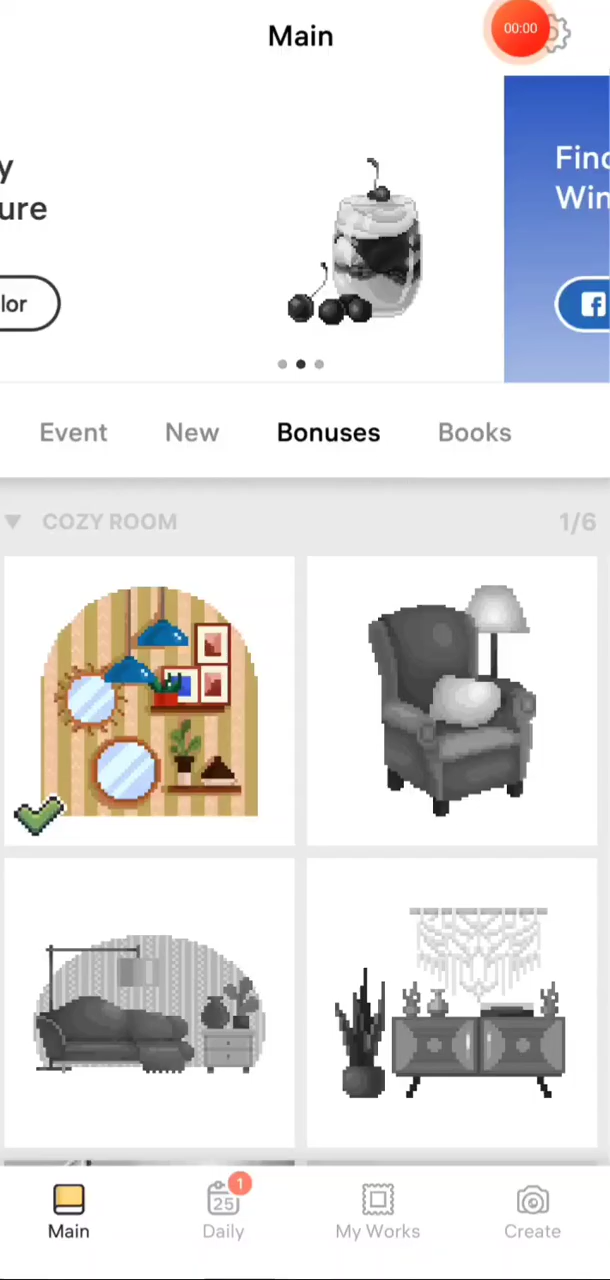 Main
00:00
y
ure
lor
Find
Win
Event New Bonuses Books
COZY ROOM 1/6
1
25
Main Daily My Works Create